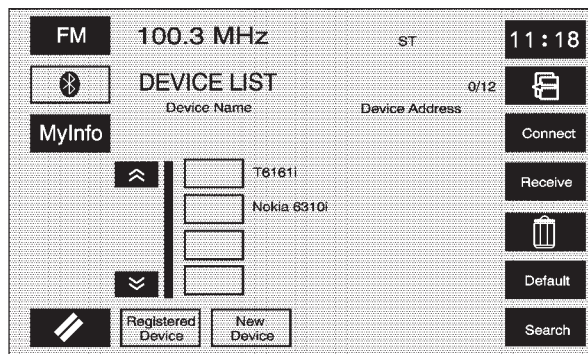 FM 100.3 MHz ST 11:18
DEVICE LIST 0/12
Device Name Device Address
MyInfo Connect
T6161i
Receive
Nokia 6310i
Default
Registered Device New Device Search